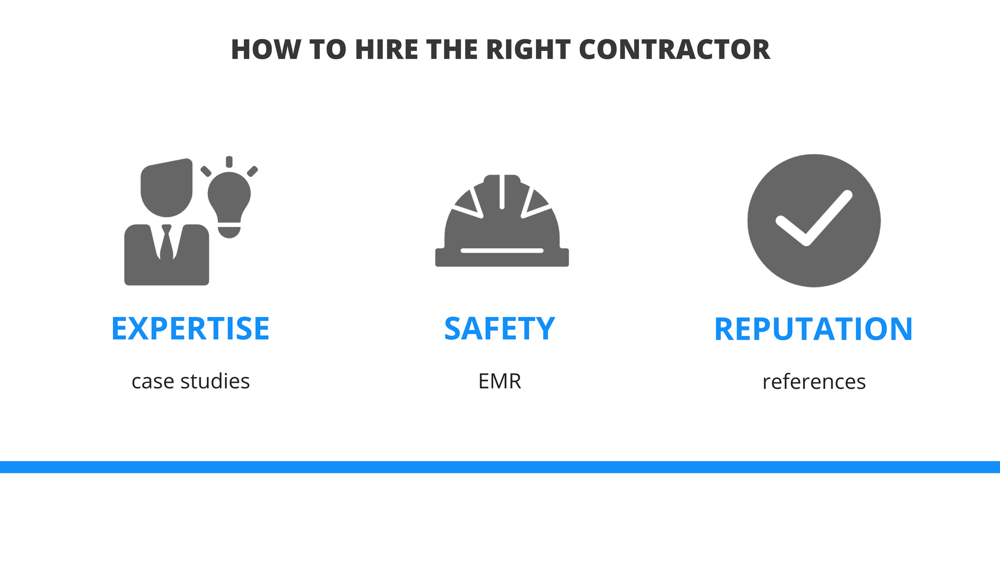 HOW TO HIRE THE RIGHT CONTRACTOR
EXPERTISE
case studies
SAFETY
EMR
REPUTATION
references